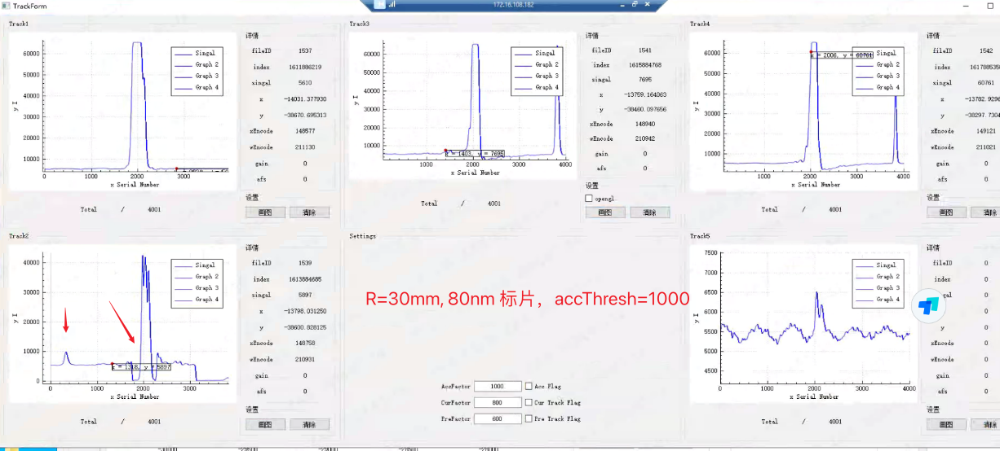 TrackForm
172.16.108.182
Track1
60000
50000
40000
30000
20000
10000
0
0 1000 2000 3000
y I
x Serial Number
Singal
Graph 2
Graph 3
Graph 4
Total / 4001
详情
fileID 1537
index 1611886219
singal 5610
x -14031.377930
y -38670.695313
xEncode 148577
wEncode 211130
gain 0
afs 0
设置
画图 清除
Track3
60000
50000
40000
30000
20000
10000
0 1000 2000 3000 4000
y I
x Serial Number
x = 1403, y = 7695
Singal
Graph 2
Graph 3
Graph 4
Total / 4001
详情
fileID 1541
index 1615884768
singal 7695
x -13759.164063
y -38460.097656
xEncode 148940
wEncode 210942
gain 0
afs 0
设置
opengl
画图 清除
Track4
60000
50000
40000
30000
20000
10000
0 1000 2000 3000 4000
y I
x Serial Number
x = 2006, y = 60761
Singal
Graph 2
Graph 3
Graph 4
Total / 4001
详情
fileID 1542
index 161788535
singal 60761
x -13782.9296
y -38297.7304
xEncode 149121
wEncode 211021
gain 0
afs 0
设置
画图 清除
Track2
40000
30000
20000
10000
0
0 1000 2000 3000
y I
x Serial Number
x = 1318, y = 5897
Singal
Graph 2
Graph 3
Graph 4
Total / 4001
详情
fileID 1539
index 1613884685
singal 5897
x -13798.031250
y -38600.828125
xEncode 148758
wEncode 210931
gain 0
afs 0
设置
画图 清除
Settings
R=30mm, 80nm 标片，accThresh=1000
AccFactor 1000 Acc Flag
CurFactor 800 Cur Track Flag
PreFactor 600 Pre Track Flag
Track5
7500
7000
6500
6000
5500
5000
4500
0 1000 2000 3000 4000
y I
x Serial Number
Singal
Graph 2
Graph 3
Graph 4
Total / 4001
详情
fileID 0
index 0
gal 0
x 0
y 0
xEncode 0
wEncode 0
gain 0
afs 0
设置
画图 清除